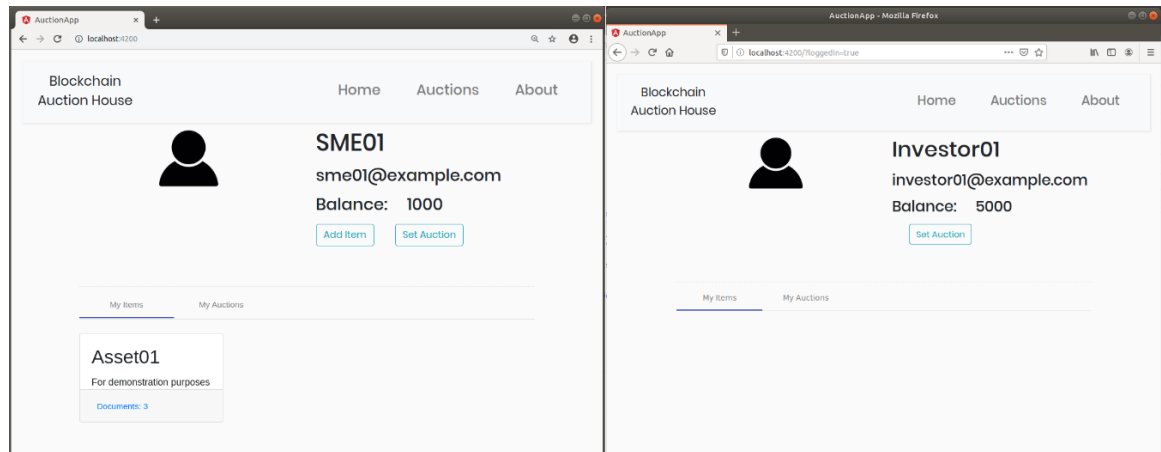 AuctionApp
localhost:4200
Blockchain
Auction House
Home Auctions About
SME01
sme01@example.com
Balance: 1000
Add Item Set Auction
My Items My Auctions
Asset01
For demonstration purposes
Documents: 3
AuctionApp - Mozilla Firefox
AuctionApp
localhost:4200/?loggedIn=true
Blockchain
Auction House
Home Auctions About
Investor01
investor01@example.com
Balance: 5000
Set Auction
My Items My Auctions